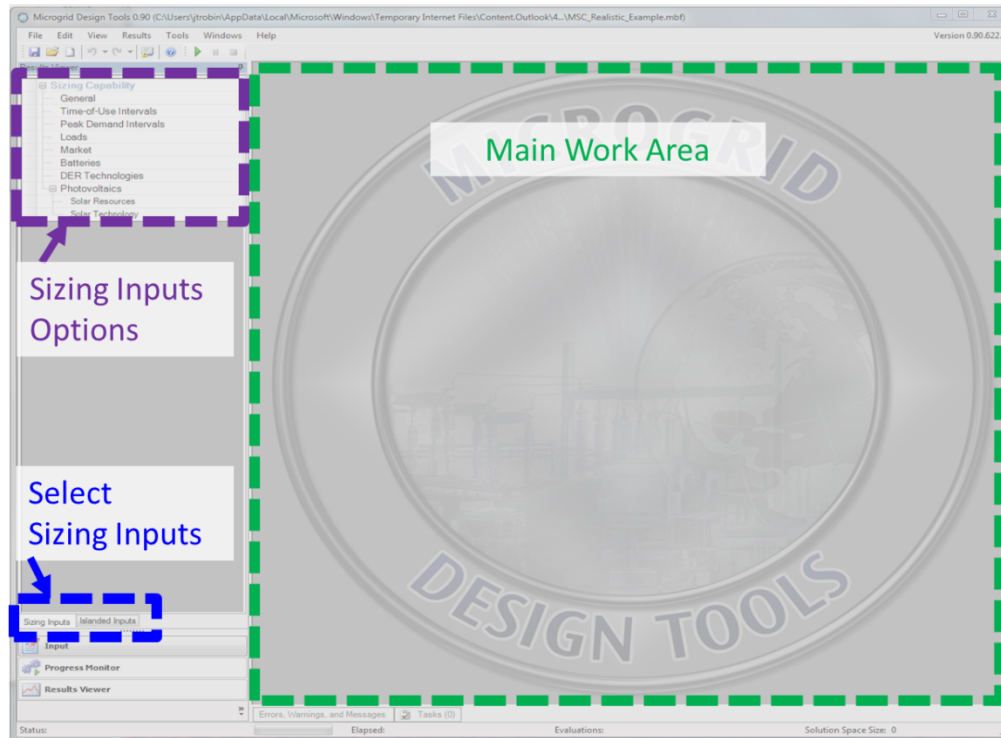 Microgrid Design Tools 0.90 (C:\Users\jtrobin\AppData\Local\Microsoft\Windows\Temporary Internet Files\Content.Outlook\4...\MSC_Realistic_Example.mbf)
File Edit View Results Tools Windows Help
Version 0.90.622.
Results Viewer
Sizing Capability
General
Time-of-Use Intervals
Peak Demand Intervals
Loads
Market
Batteries
DER Technologies
Photovoltaics
Solar Resources
Solar Technology
MICROGRID
Main Work Area
Sizing Inputs
Options
Select
Sizing Inputs
DESIGN TOOLS
Sizing Inputs Islanded Inputs
Input
Progress Monitor
Results Viewer
Errors, Warnings, and Messages Tasks (0)
Status: Elapsed: Evaluations: Solution Space Size: 0